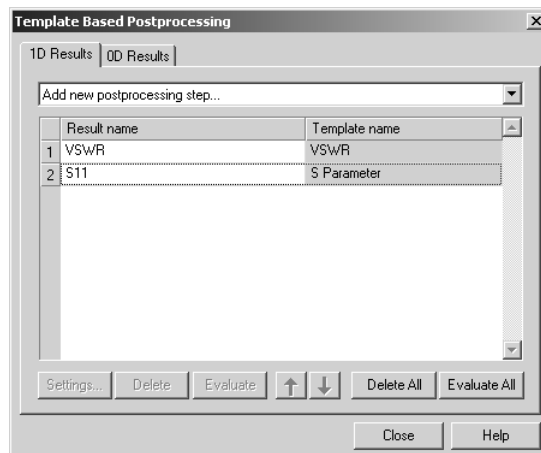 Template Based Postprocessing
1D Results 0D Results
Add new postprocessing step...
Result name Template name
1 VSWR VSWR
2 S11 S Parameter
Settings... Delete Evaluate Delete All Evaluate All
Close Help